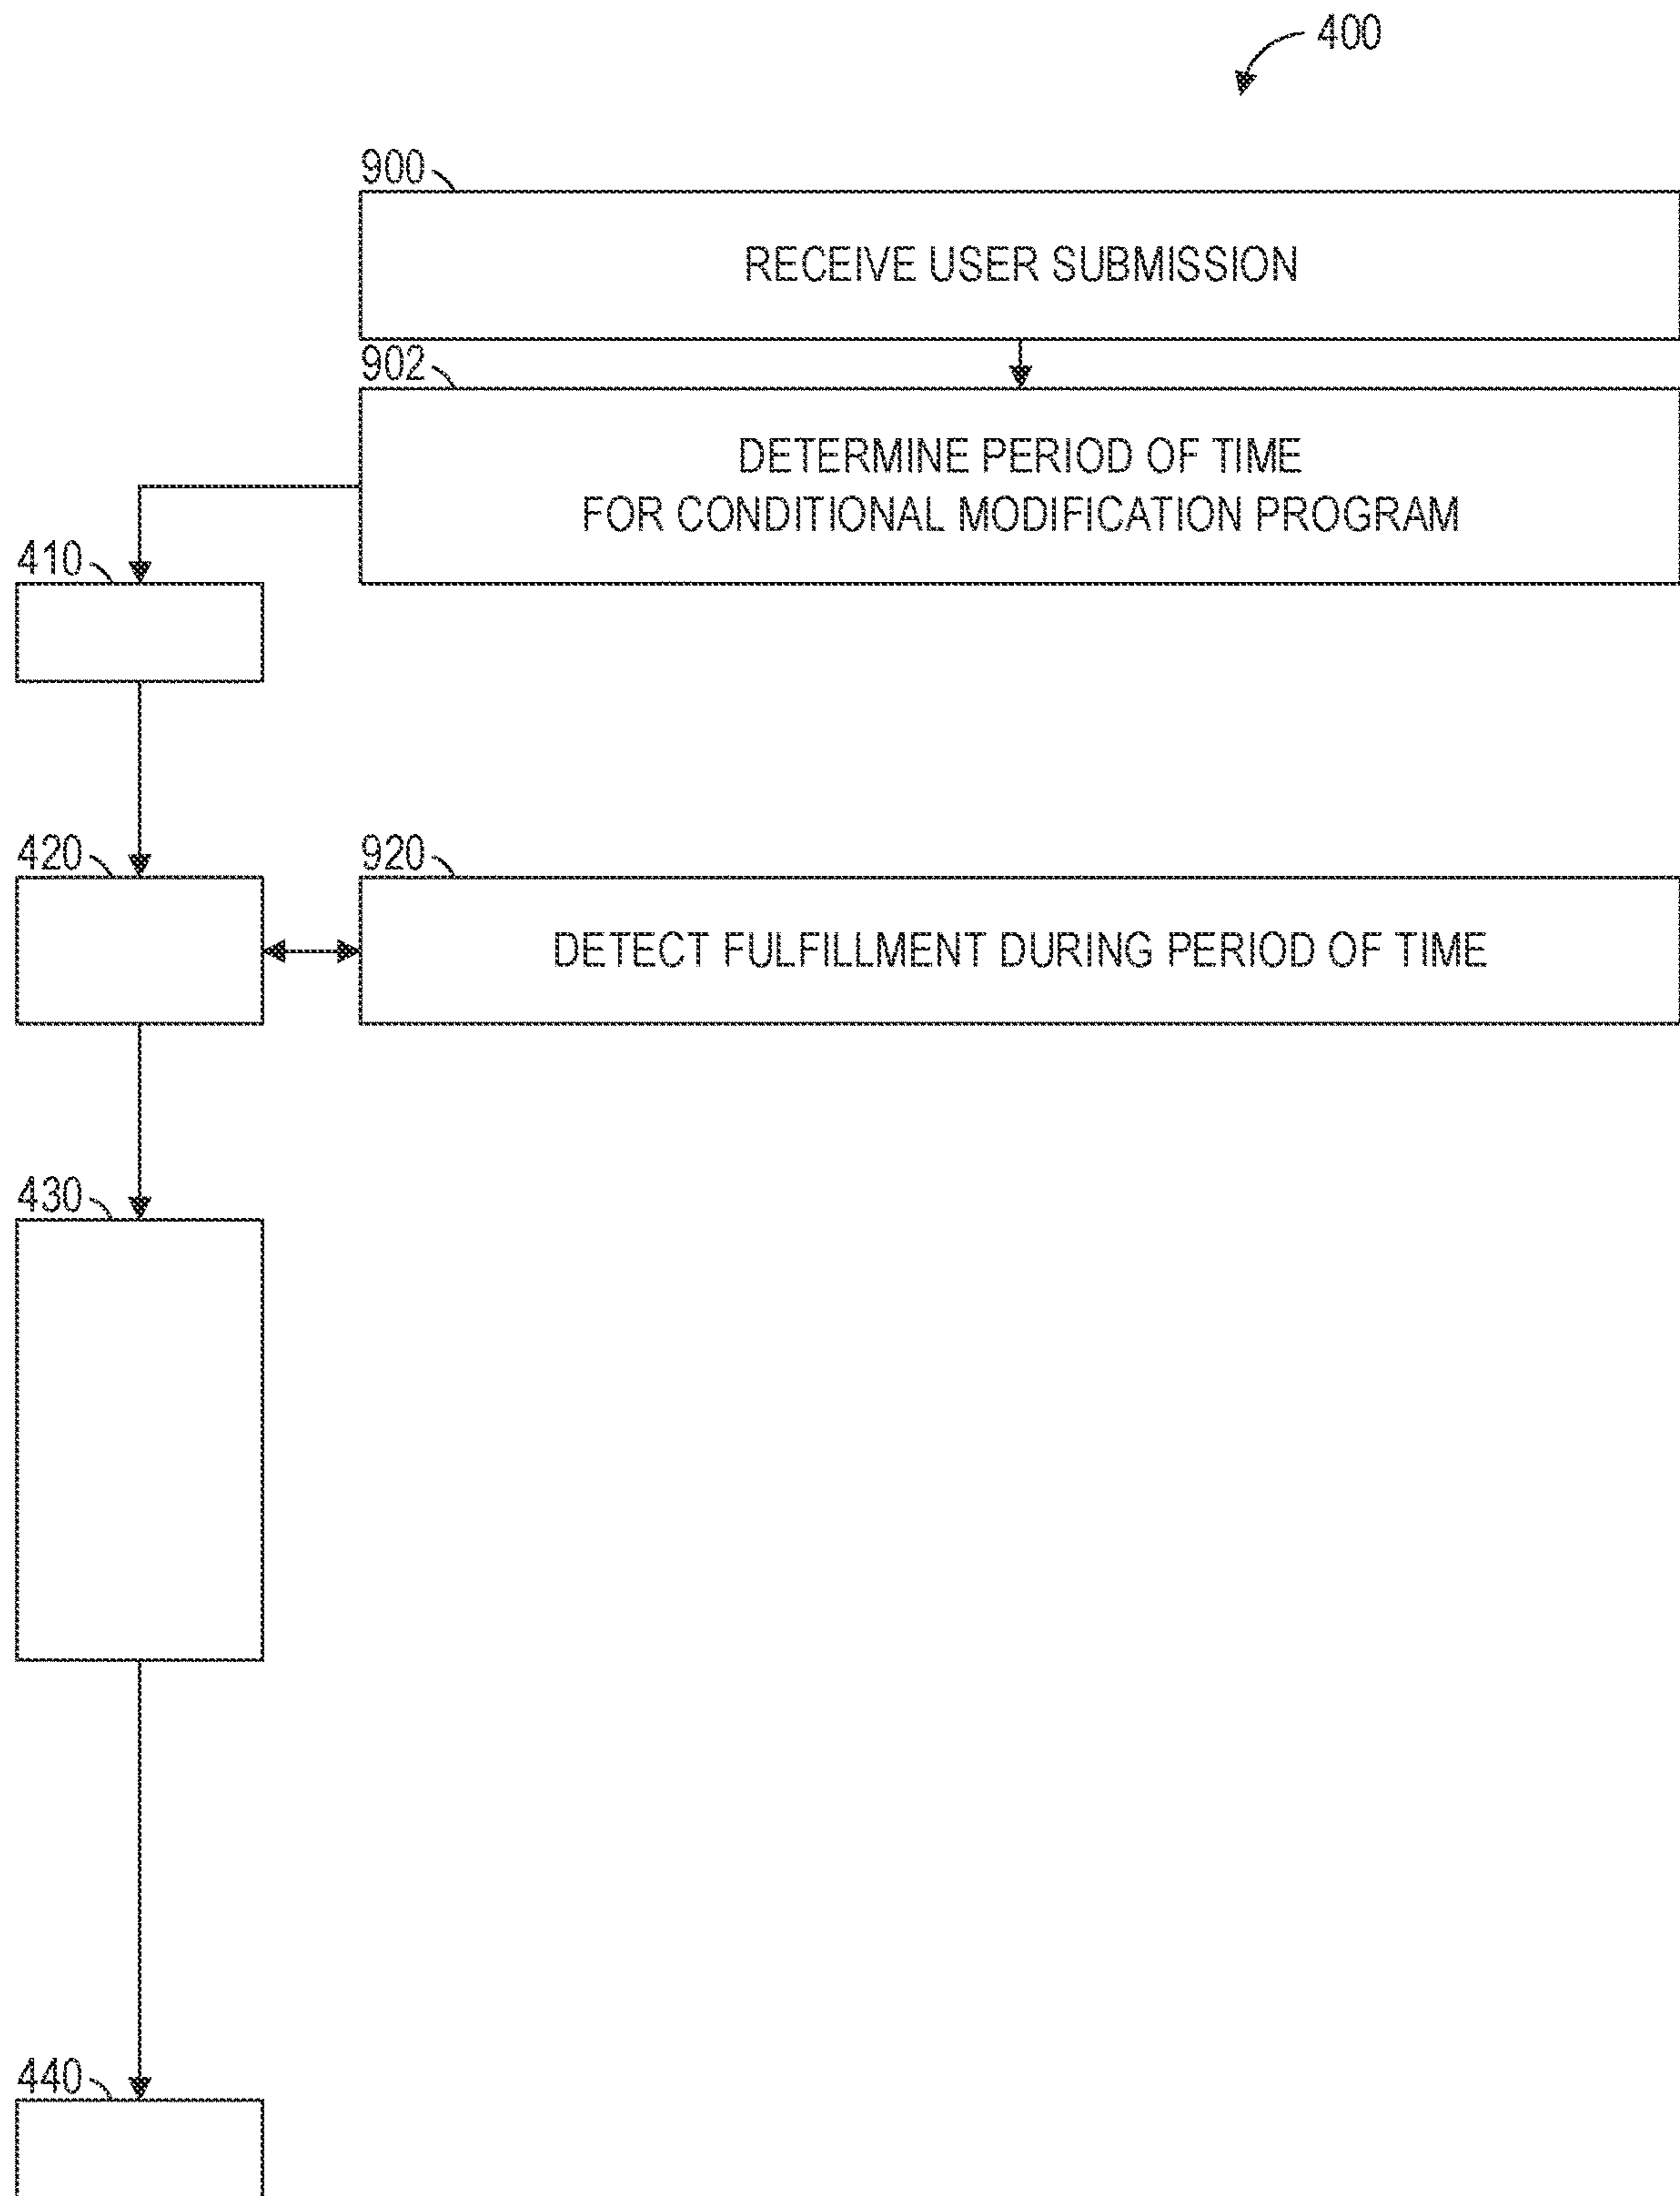 400
900
RECEIVE USER SUBMISSION
902
DETERMINE PERIOD OF TIME
FOR CONDITIONAL MODIFICATION PROGRAM
410
420
920
DETECT FULFILLMENT DURING PERIOD OF TIME
430
440